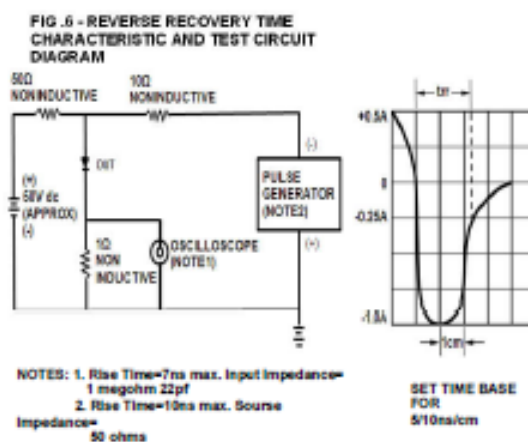 FIG .6 - REVERSE RECOVERY TIME
CHARACTERISTIC AND TEST CIRCUIT
DIAGRAM
50Ω
NONINDUCTIVE
10Ω
NONINDUCTIVE
DUT
(+)
50V dc
(APPROX)
(-)
1Ω
NON
INDUCTIVE
OSCILLOSCOPE
(NOTE1)
(-)
PULSE
GENERATOR
(NOTE2)
(+)
trr
+0.5A
0
-0.25A
-1.0A
1cm
NOTES: 1. Rise Time=7ns max. Input Impedance=
1 megohm 22pf
2. Rise Time=10ns max. Sourse
Impedance=
50 ohms
SET TIME BASE
FOR
5/10ns/cm